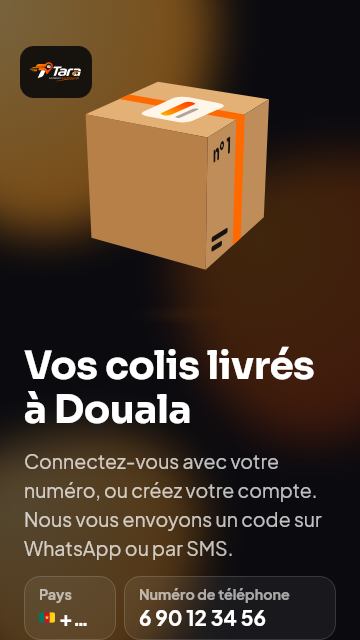 Tara
n°1
Vos colis livrés
à Douala
Connectez-vous avec votre
numéro, ou créez votre compte.
Nous vous envoyons un code sur
WhatsApp ou par SMS.
Pays
Numéro de téléphone
+...
6 90 12 34 56